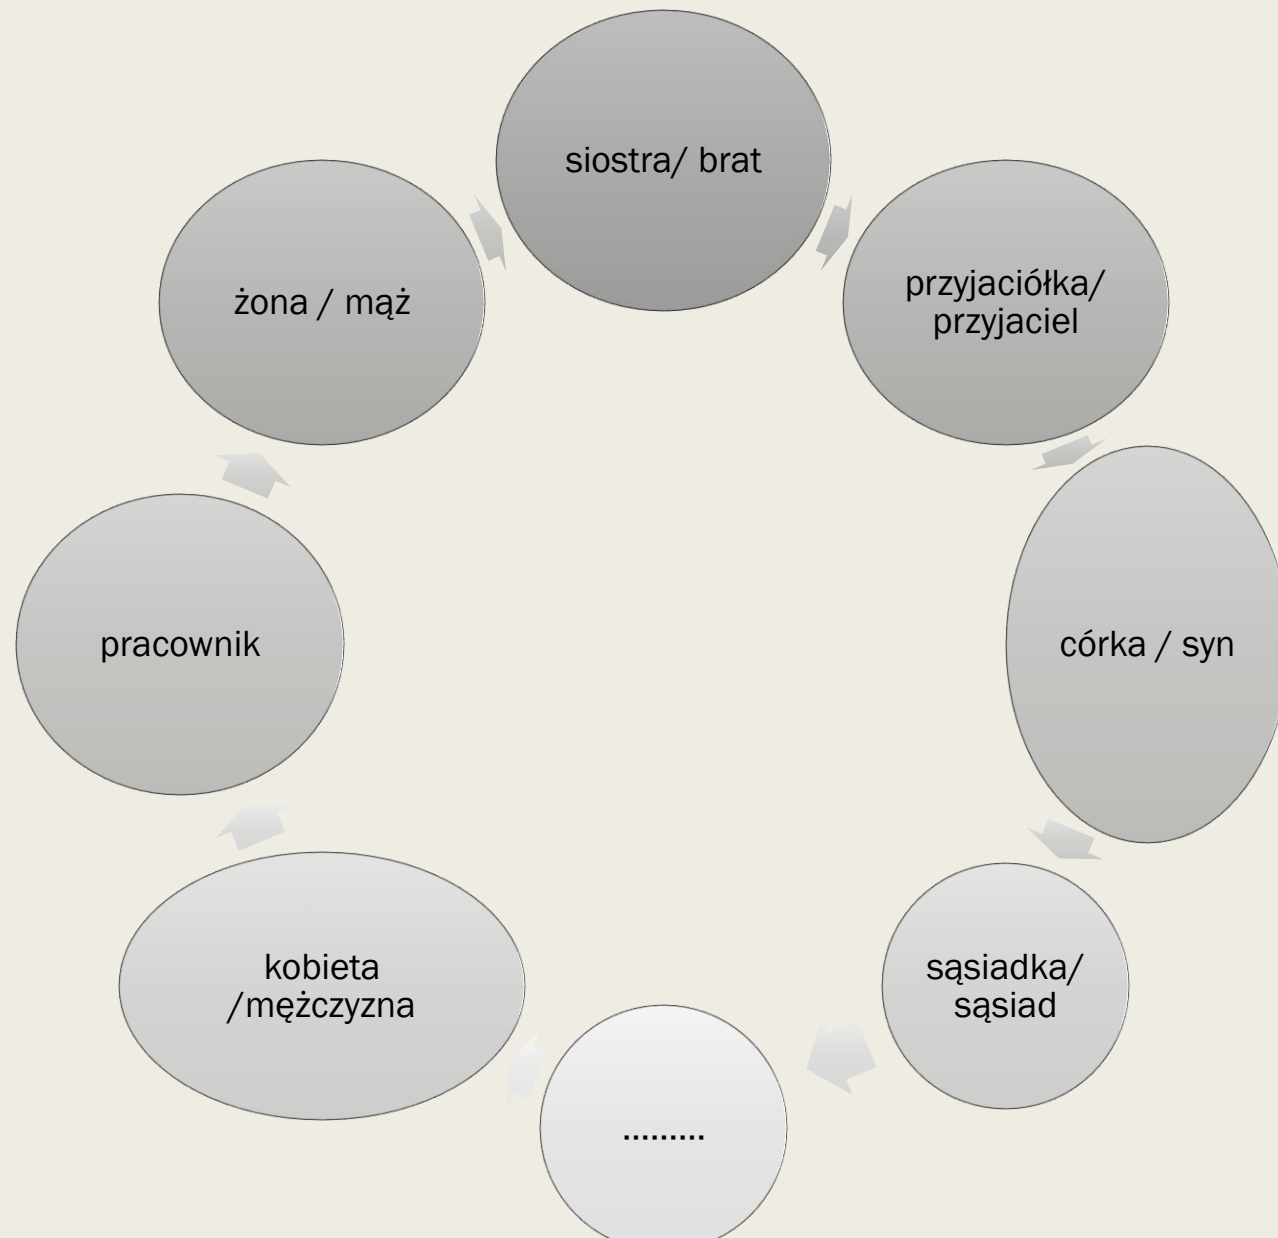 siostra/ brat
przyjaciółka/
przyjaciel
córka / syn
sąsiadka/
sąsiad
.........
kobieta
/mężczyzna
pracownik
żona / mąż